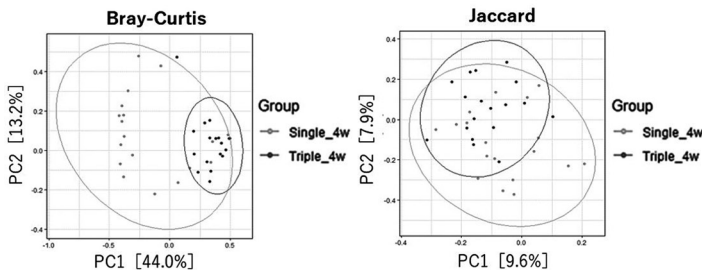 Bray-Curtis
0.4
0.2
0.0
-0.2
-0.4
-1.0
-0.5
0.0
0.5
PC2 [13.2%]
PC1 [44.0%]
Group
Single_4w
Triple_4w
Jaccard
0.4
0.2
0.0
-0.2
-0.4
-0.4
-0.2
0.0
0.2
0.4
PC2 [7.9%]
PC1 [9.6%]
Group
Single_4w
Triple_4w